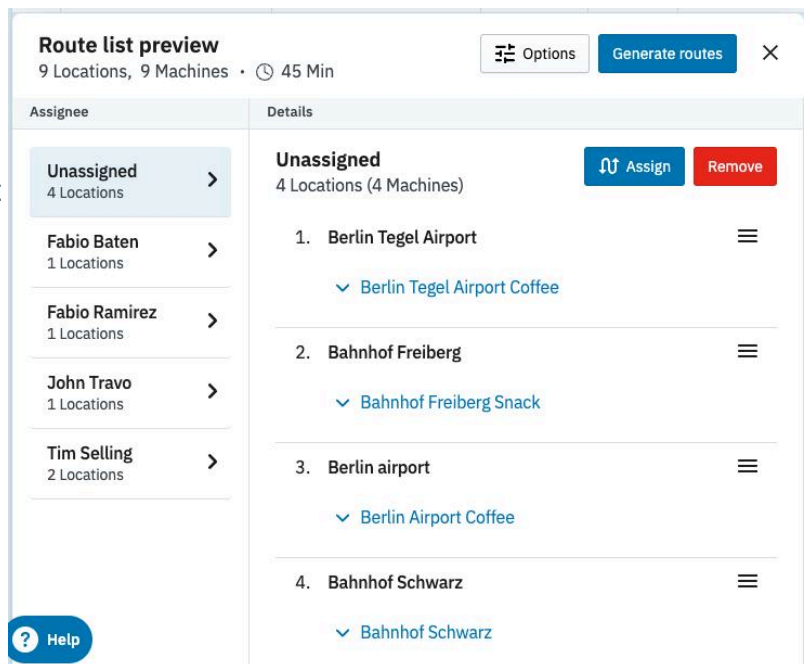 Route list preview
9 Locations, 9 Machines • 45 Min
Options
Generate routes
Assignee
Details
Unassigned
4 Locations
Fabio Baten
1 Locations
Fabio Ramirez
1 Locations
John Travo
1 Locations
Tim Selling
2 Locations
Unassigned
4 Locations (4 Machines)
Assign
Remove
1. Berlin Tegel Airport
Berlin Tegel Airport Coffee
2. Bahnhof Freiberg
Bahnhof Freiberg Snack
3. Berlin airport
Berlin Airport Coffee
4. Bahnhof Schwarz
Bahnhof Schwarz
? Help